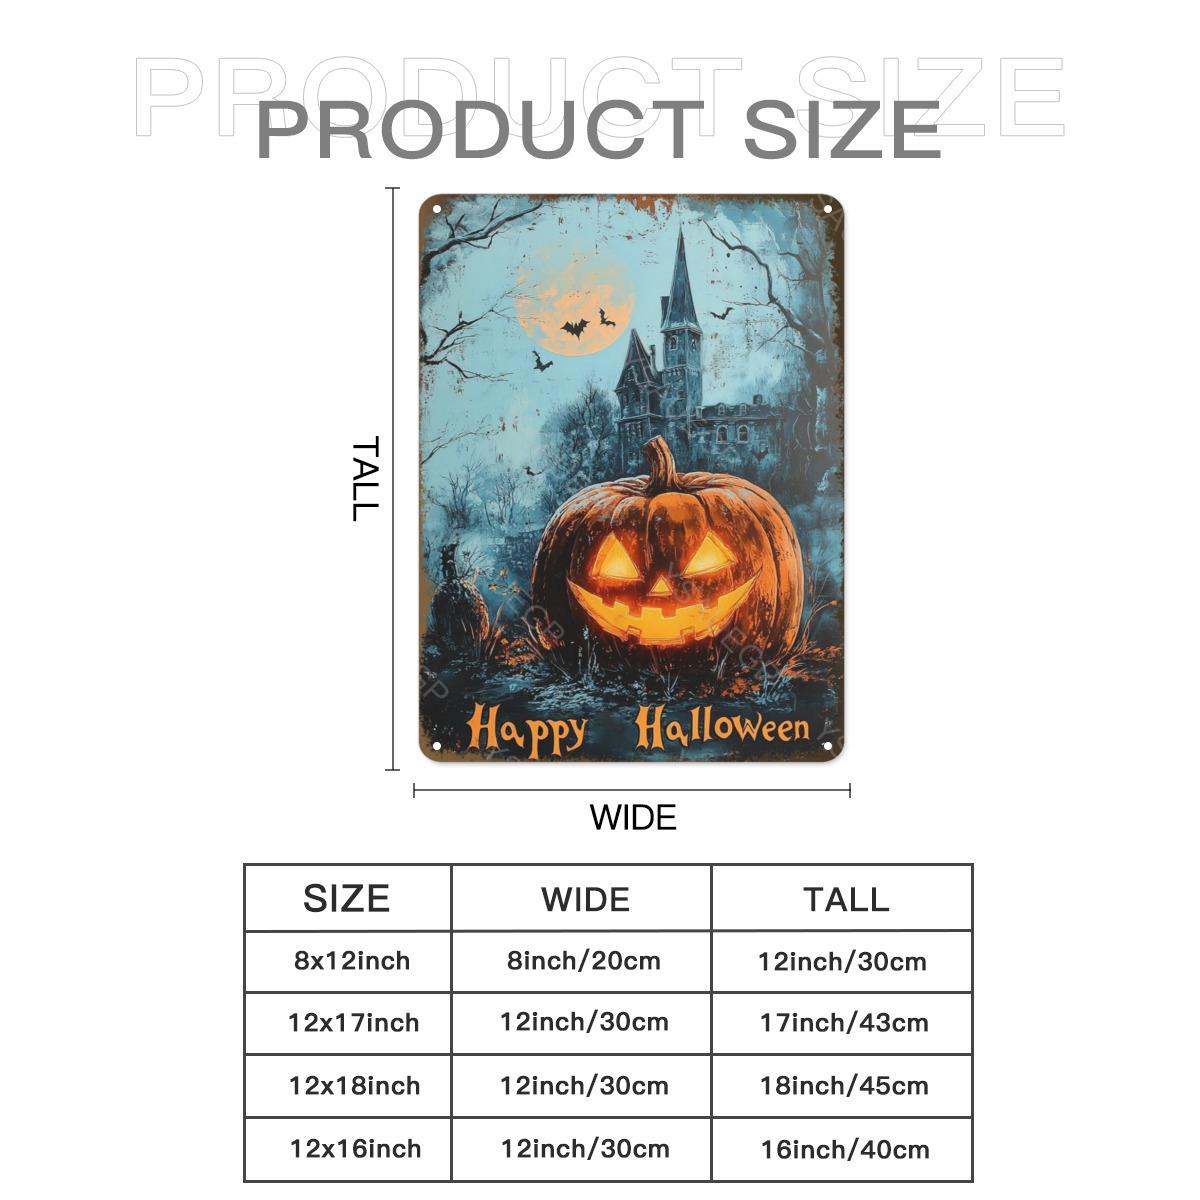 PRODUCT SIZE
PRODUCT SIZE
TALL
Happy Halloween
WIDE
SIZE WIDE TALL
8x12inch 8inch/20cm 12inch/30cm
12x17inch 12inch/30cm 17inch/43cm
12x18inch 12inch/30cm 18inch/45cm
12x16inch 12inch/30cm 16inch/40cm